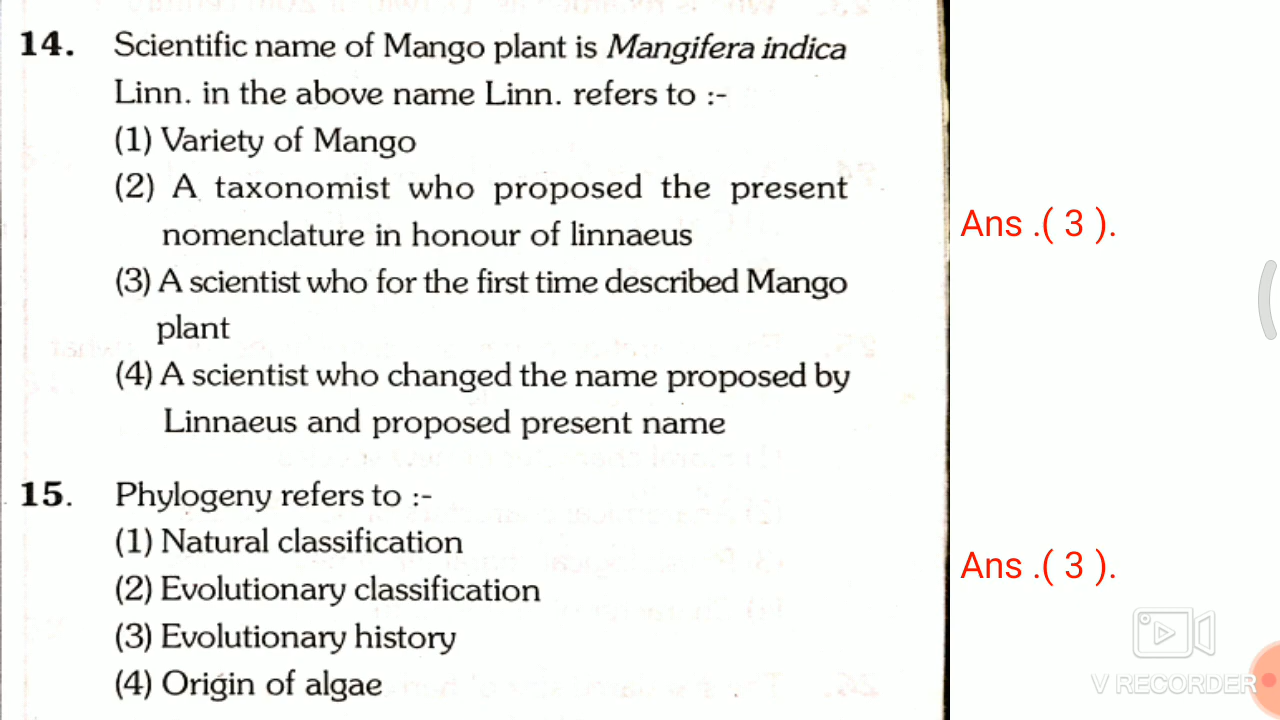 14. Scientific name of Mango plant is Mangifera indica
Linn. in the above name Linn. refers to :-
(1) Variety of Mango
(2) A taxonomist who proposed the present
nomenclature in honour of linnaeus
(3) A scientist who for the first time described Mango
plant
(4) A scientist who changed the name proposed by
Linnaeus and proposed present name
Ans .( 3 ).
15. Phylogeny refers to :-
(1) Natural classification
(2) Evolutionary classification
(3) Evolutionary history
(4) Origin of algae
Ans .( 3 ).
V RECORDER